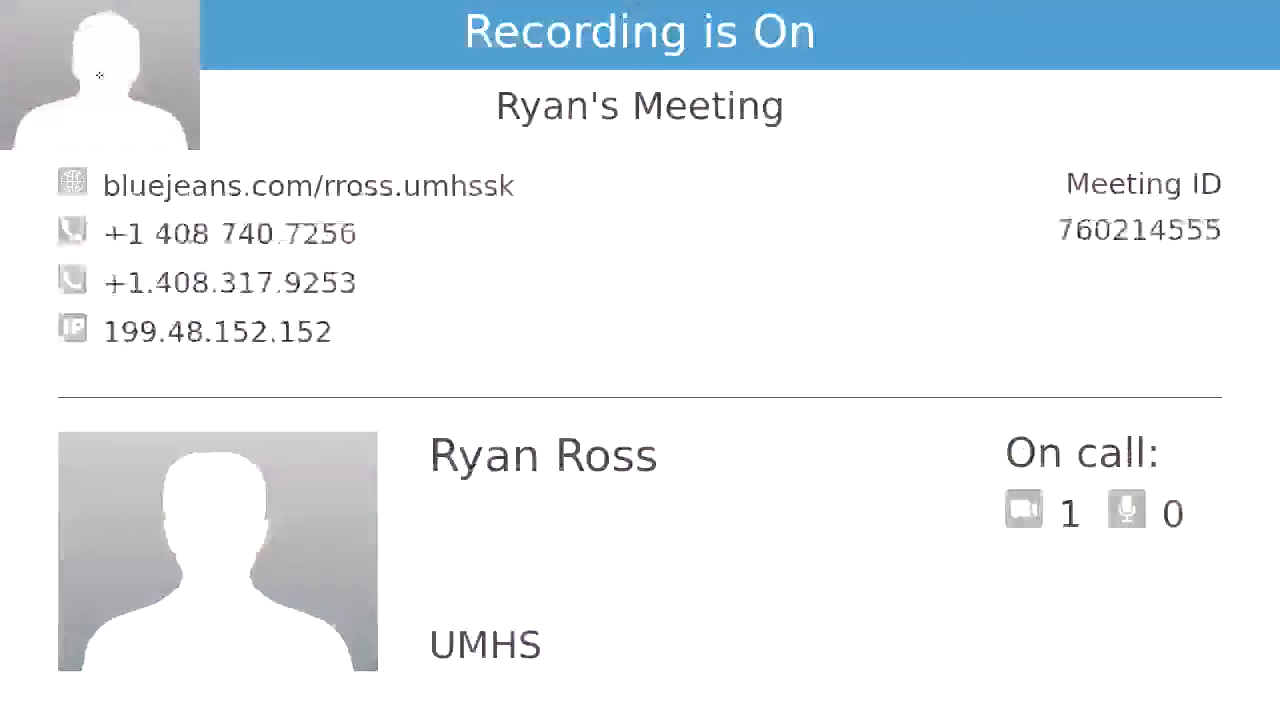 Recording is On
Ryan's Meeting
bluejeans.com/rross.umhssk
Meeting ID
+1 408 740.7256
760214555
+1.408.317.9253
IP
199.48.152.152
Ryan Ross
On call:
1 0
UMHS